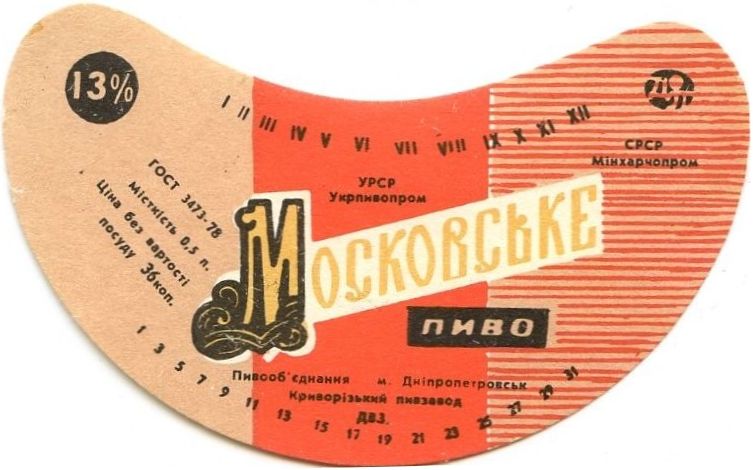 13%
I II III IV V VI VII VIII IX X XI XII
СРСР
Мінхарчопром
УРСР
Укрпивопром
ГОСТ 3473-78
Місткість 0,5 л.
Ціна без вартості
посуду 36 коп.
МОСКОВСЬКЕ
ПИВО
Пивооб'єднання м. Дніпропетровськ
Криворізький пивзавод
ДВЗ.
1 3 5 7 9 11 13 15 17 19 21 23 25 27 29 31